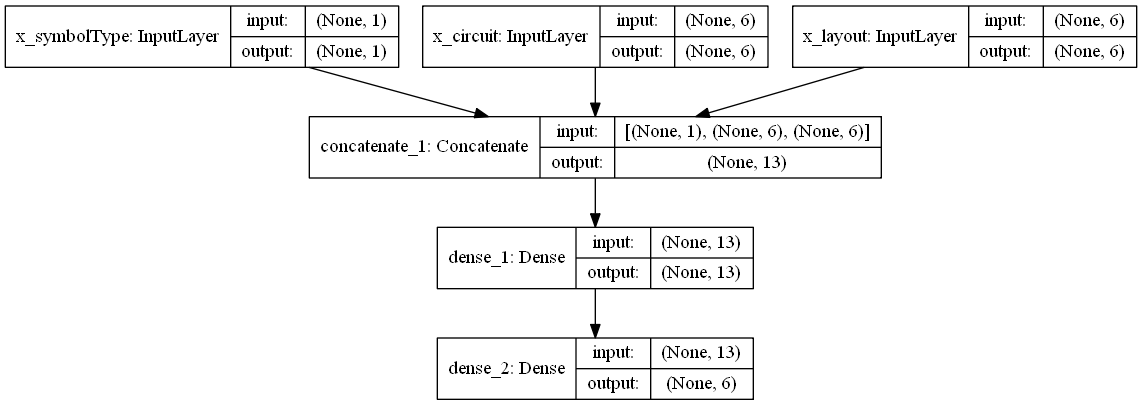 x_symbolType: InputLayer
input:
(None, 1)
output:
(None, 1)
x_circuit: InputLayer
input:
(None, 6)
output:
(None, 6)
x_layout: InputLayer
input:
(None, 6)
output:
(None, 6)
concatenate_1: Concatenate
input:
[(None, 1), (None, 6), (None, 6)]
output:
(None, 13)
dense_1: Dense
input:
(None, 13)
output:
(None, 13)
dense_2: Dense
input:
(None, 13)
output:
(None, 6)